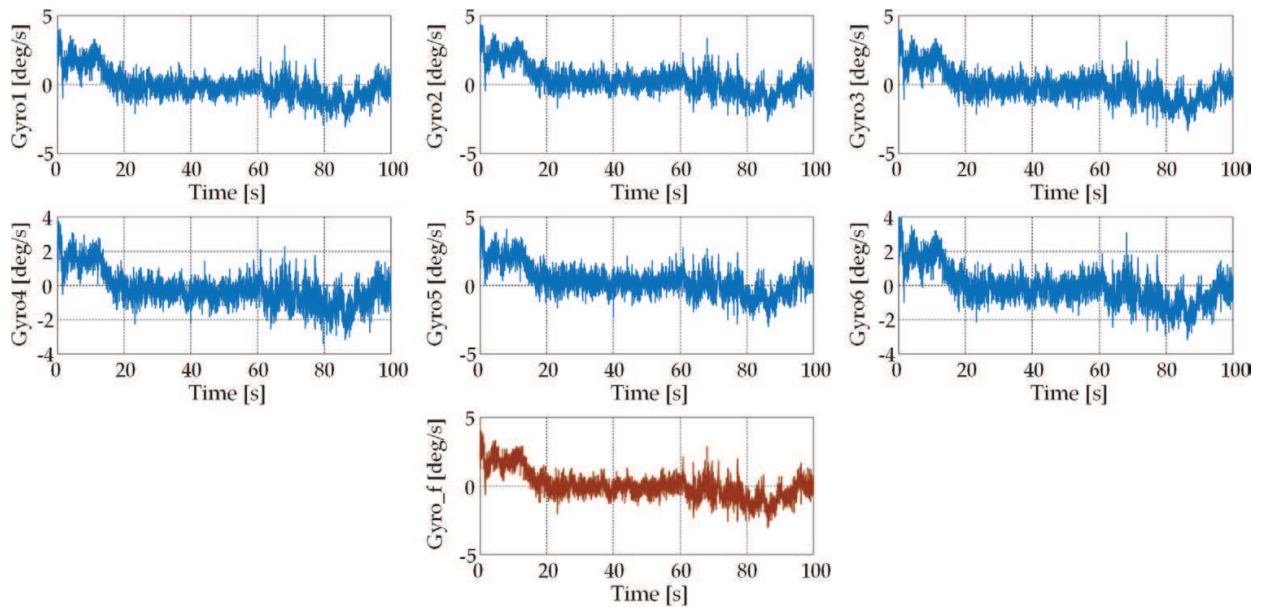 5
0
-5
Gyro1 [deg/s]
0 20 40 60 80 100
Time [s]
5
0
-5
Gyro2 [deg/s]
0 20 40 60 80 100
Time [s]
5
0
-5
Gyro3 [deg/s]
0 20 40 60 80 100
Time [s]
4
2
0
-2
-4
Gyro4 [deg/s]
0 20 40 60 80 100
Time [s]
5
0
-5
Gyro5 [deg/s]
0 20 40 60 80 100
Time [s]
4
2
0
-2
-4
Gyro6 [deg/s]
0 20 40 60 80 100
Time [s]
5
0
-5
Gyro_f [deg/s]
0 20 40 60 80 100
Time [s]